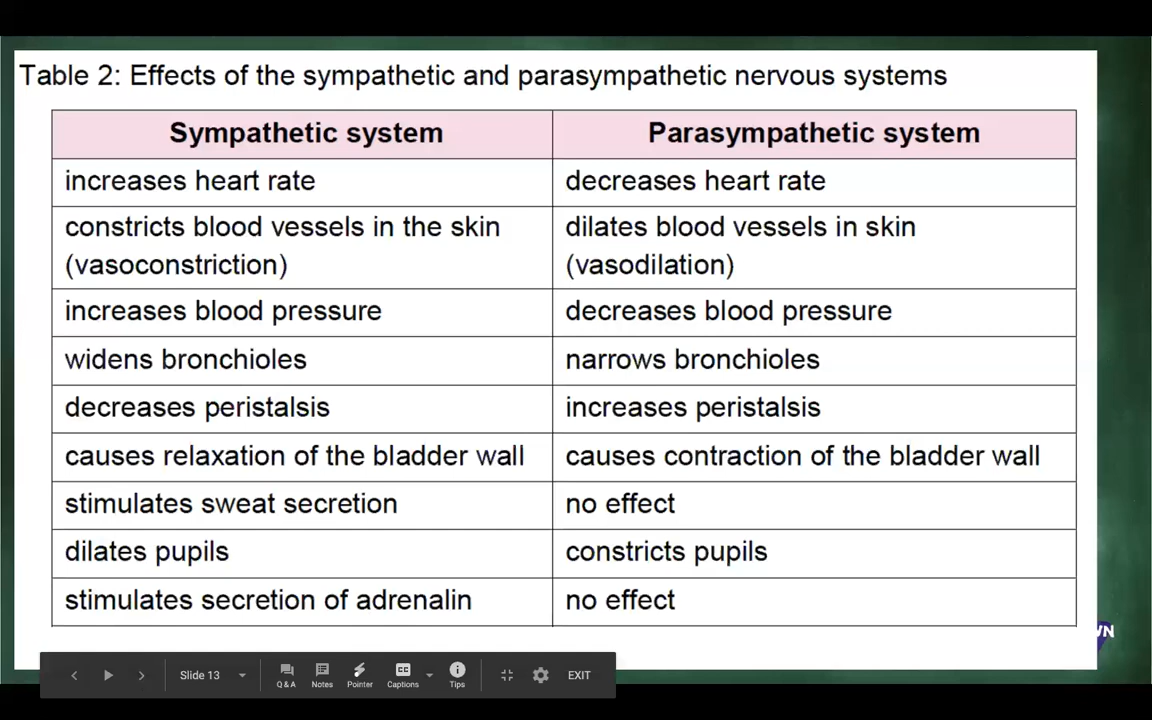 Table 2: Effects of the sympathetic and parasympathetic nervous systems
Sympathetic system
Parasympathetic system
increases heart rate
decreases heart rate
constricts blood vessels in the skin
(vasoconstriction)
dilates blood vessels in skin
(vasodilation)
increases blood pressure
decreases blood pressure
widens bronchioles
narrows bronchioles
decreases peristalsis
increases peristalsis
causes relaxation of the bladder wall
causes contraction of the bladder wall
stimulates sweat secretion
no effect
dilates pupils
constricts pupils
stimulates secretion of adrenalin
no effect
Slide 13
Q & A
Notes
Pointer
CC
Captions
Tips
EXIT